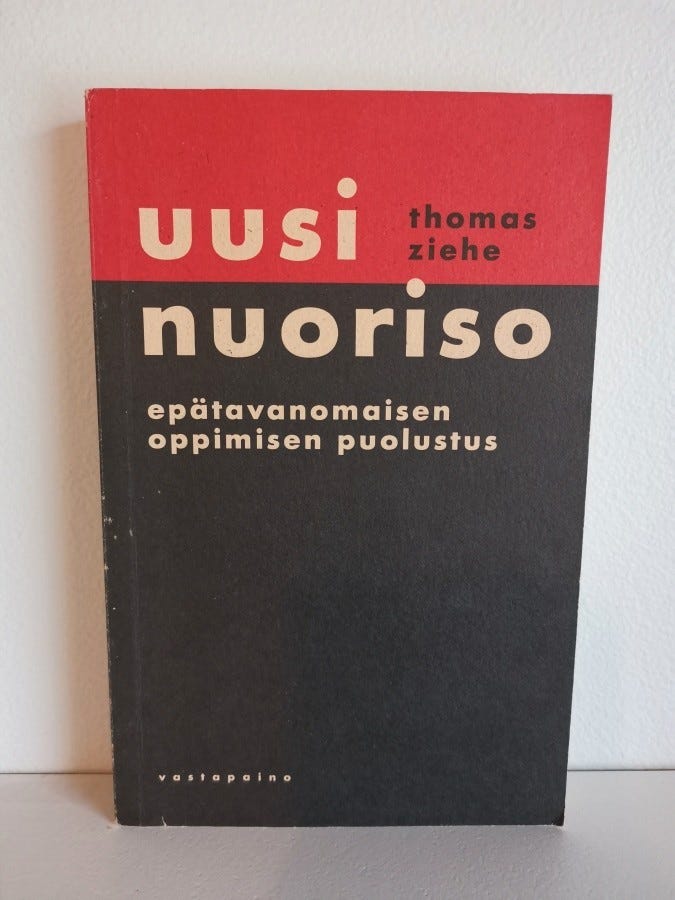 uusi
thomas
ziehe
nuoriso
epätavanomaisen
oppimisen puolustus
vastapaino